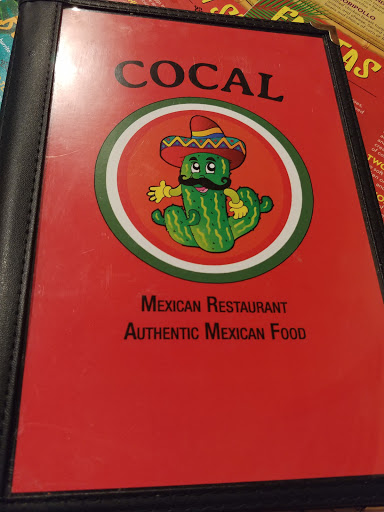 COCAL
MEXICAN RESTAURANT
AUTHENTIC MEXICAN FOOD